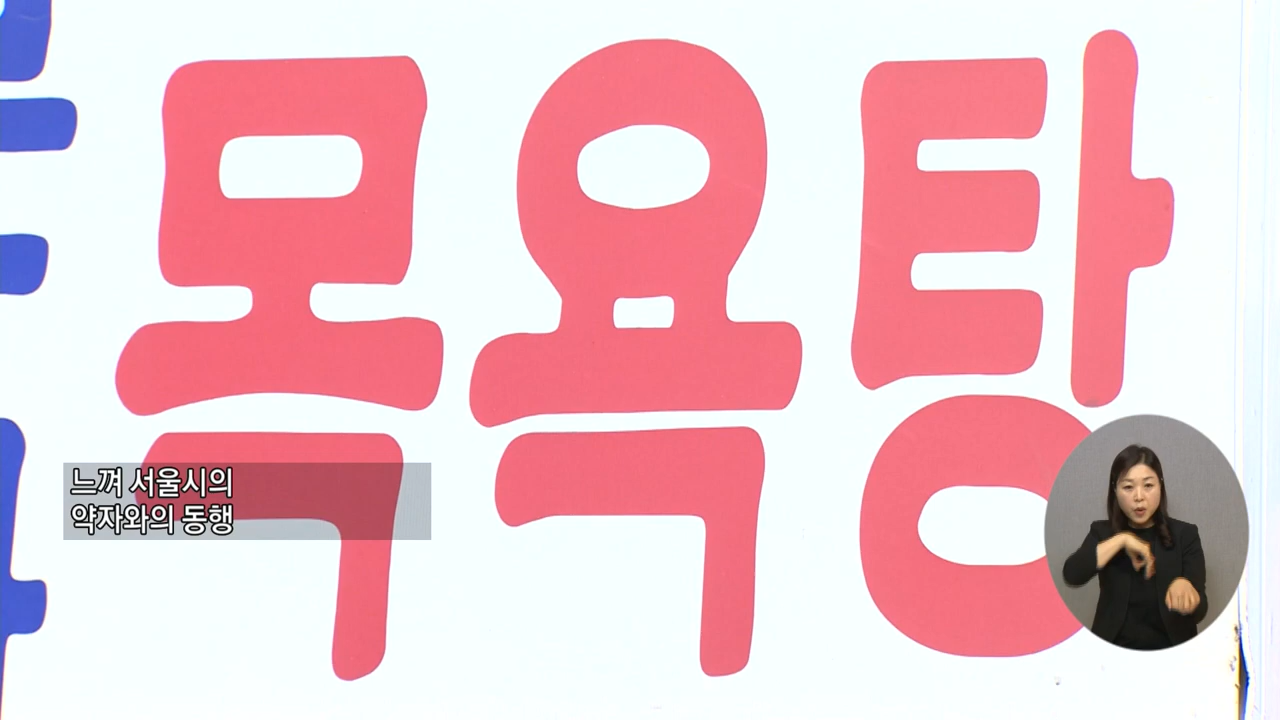 목욕탕
느껴 서울시의
약자와의 동행